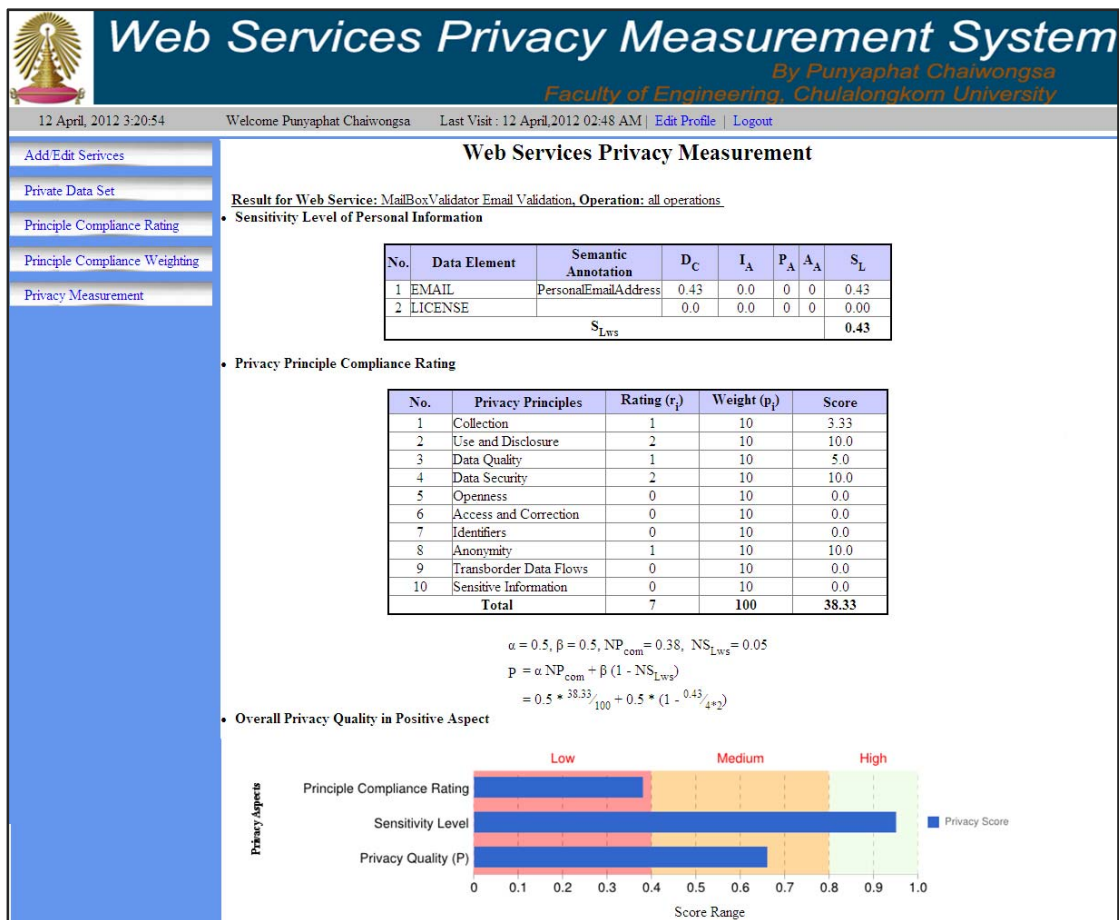 Web Services Privacy Measurement System
By Punyaphat Chaiwongsa
Faculty of Engineering, Chulalongkorn University
12 April, 2012 3:20:54 Welcome Punyaphat Chaiwongsa Last Visit : 12 April,2012 02:48 AM | Edit Profile | Logout
Add/Edit Serivces
Private Data Set
Principle Compliance Rating
Principle Compliance Weighting
Privacy Measurement
Web Services Privacy Measurement
Result for Web Service: MailBoxValidator Email Validation, Operation: all operations
• Sensitivity Level of Personal Information
No. Data Element Semantic Annotation D_C I_A P_A A_A S_L
1 EMAIL PersonalEmailAddress 0.43 0.0 0 0 0.43
2 LICENSE 0.0 0.0 0 0 0.00
S_Lws 0.43
• Privacy Principle Compliance Rating
No. Privacy Principles Rating (r_i) Weight (p_i) Score
1 Collection 1 10 3.33
2 Use and Disclosure 2 10 10.0
3 Data Quality 1 10 5.0
4 Data Security 2 10 10.0
5 Openness 0 10 0.0
6 Access and Correction 0 10 0.0
7 Identifiers 0 10 0.0
8 Anonymity 1 10 10.0
9 Transborder Data Flows 0 10 0.0
10 Sensitive Information 0 10 0.0
Total 7 100 38.33
α = 0.5, β = 0.5, NP_com = 0.38, NS_Lws = 0.05
P = α NP_com + β (1 - NS_Lws)
= 0.5 * 38.33/100 + 0.5 * (1 - 0.43/4*2)
• Overall Privacy Quality in Positive Aspect
Low Medium High
Privacy Aspects
Principle Compliance Rating
Sensitivity Level
Privacy Quality (P)
Privacy Score
0 0.1 0.2 0.3 0.4 0.5 0.6 0.7 0.8 0.9 1.0
Score Range